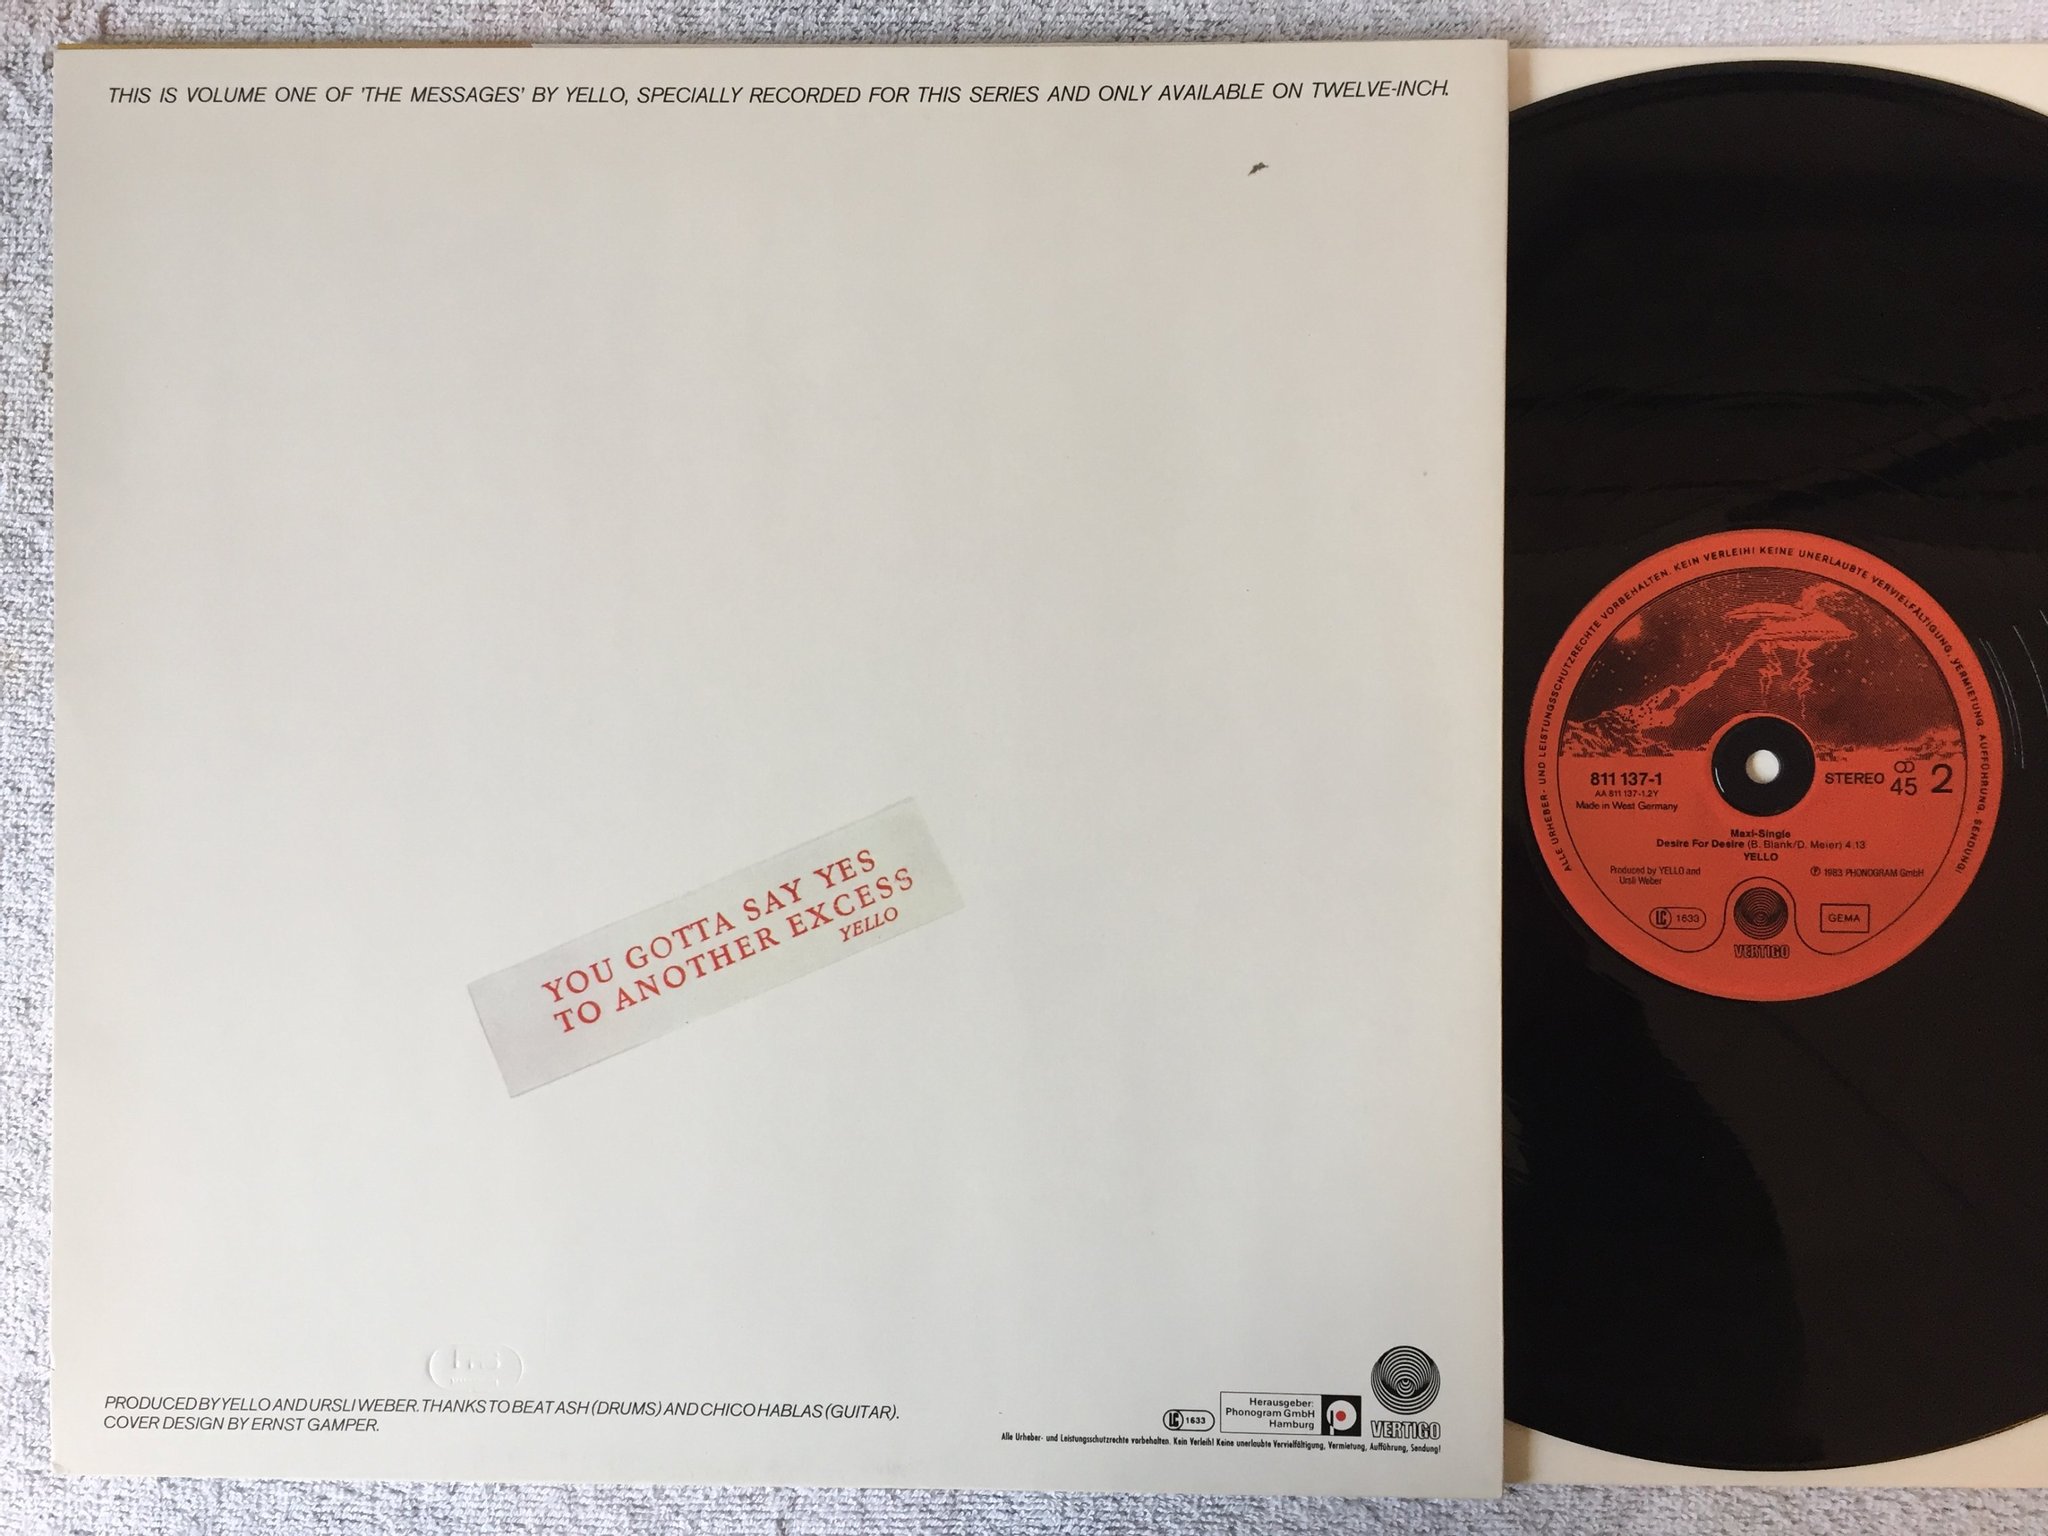 THIS IS VOLUME ONE OF 'THE MESSAGES' BY YELLO, SPECIALLY RECORDED FOR THIS SERIES AND ONLY AVAILABLE ON TWELVE-INCH.
YOU GOTTA SAY YES
TO ANOTHER EXCESS
YELLO
PRODUCED BY YELLO AND URSLI WEBER. THANKS TO BEAT ASH (DRUMS) AND CHICO HABLAS (GUITAR).
COVER DESIGN BY ERNST GAMPER.
LC 1633
Herausgeber:
Phonogram GmbH
Hamburg
p
VERTIGO
Alle Urheber- und Leistungsschutzrechte vorbehalten. Kein Verleih! Keine unerlaubte Vervielfältigung, Vermietung, Aufführung, Sendung!
ALLE URHEBER- UND LEISTUNGSSCHUTZRECHTE VORBEHALTEN. KEIN VERLEIH! KEINE UNERLAUBTE VERVIELFÄLTIGUNG, VERMIETUNG, AUFFÜHRUNG, SENDUNG!
811 137-1
AA 811 137-1.2Y
Made in West Germany
STEREO 45 2
Maxi-Single
Desire For Desire (B. Blank/D. Meier) 4.13
YELLO
Produced by YELLO and
Ursli Weber
℗ 1983 PHONOGRAM GmbH
LC 1633
GEMA
VERTIGO